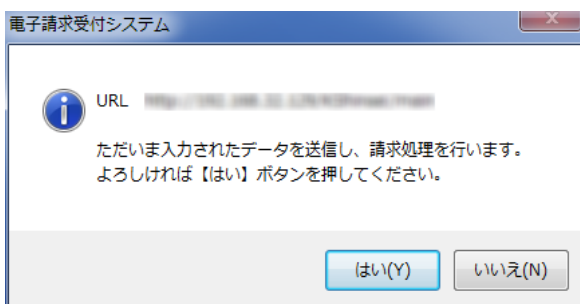 電子請求受付システム
URL
ただいま入力されたデータを送信し、請求処理を行います。
よろしければ【はい】ボタンを押してください。
はい(Y)
いいえ(N)